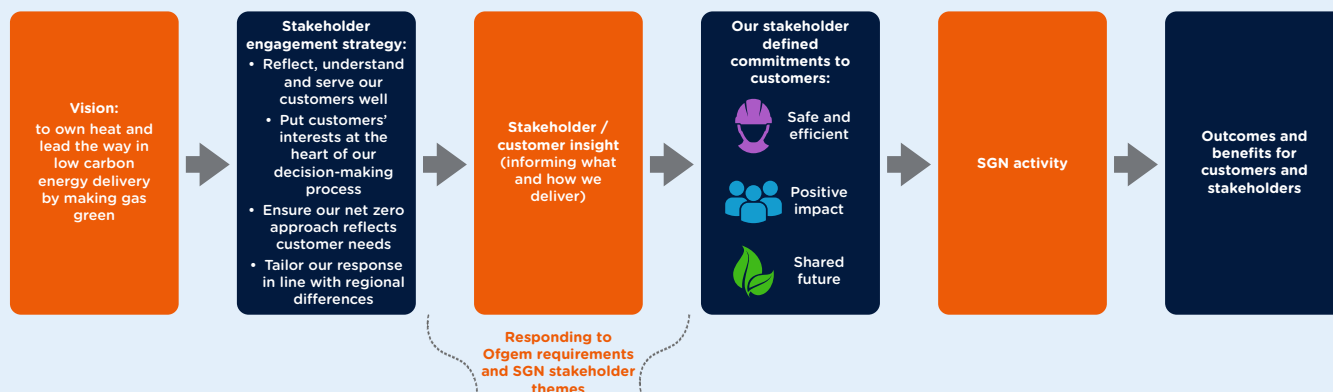 Vision:
to own heat and
lead the way in
low carbon
energy delivery
by making gas
green
Stakeholder
engagement strategy:
• Reflect, understand
and serve our
customers well
• Put customers’
interests at the
heart of our
decision-making
process
• Ensure our net zero
approach reflects
customer needs
• Tailor our response
in line with regional
differences
Stakeholder /
customer insight
(informing what
and how we
deliver)
Our stakeholder
defined
commitments to
customers:
Safe and
efficient
Positive
impact
Shared
future
SGN activity
Outcomes and
benefits for
customers and
stakeholders
Responding to
Ofgem requirements
and SGN stakeholder
themes